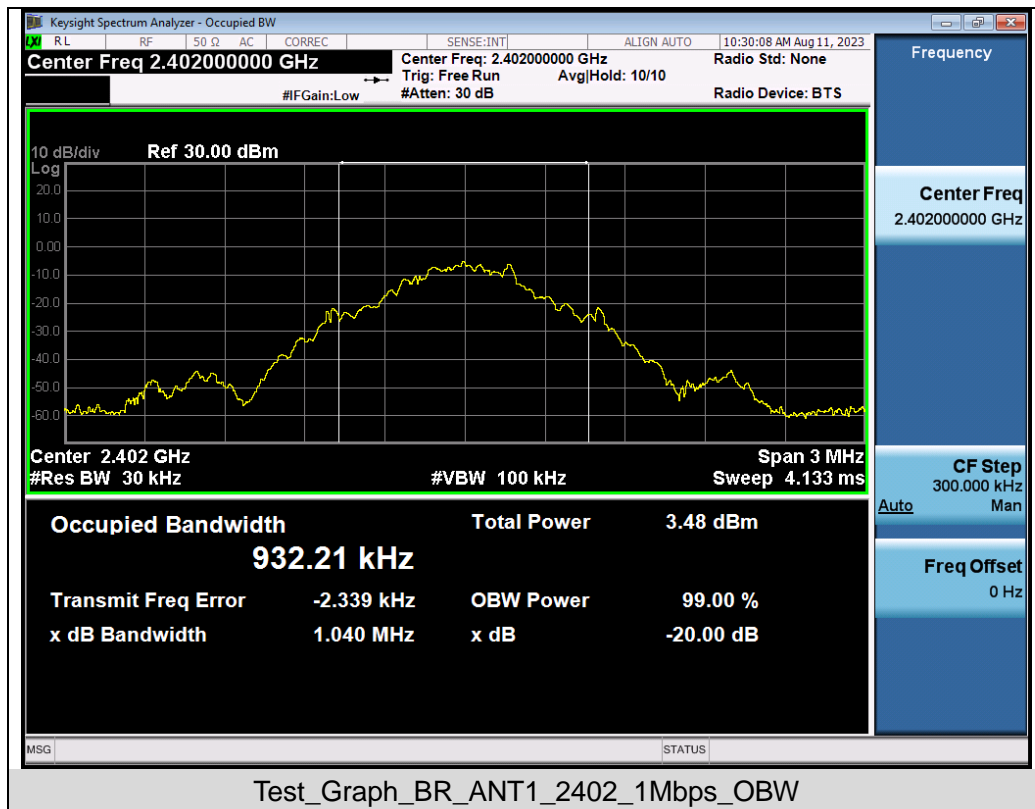 Keysight Spectrum Analyzer - Occupied BW
LXI RL RF 50 Ω AC CORREC SENSE:INT ALIGN AUTO 10:30:08 AM Aug 11, 2023
Center Freq 2.402000000 GHz
Center Freq: 2.402000000 GHz
Radio Std: None
Trig: Free Run Avg|Hold: 10/10
#IFGain:Low
#Atten: 30 dB
Radio Device: BTS
10 dB/div Ref 30.00 dBm
Log
20.0
10.0
0.00
-10.0
-20.0
-30.0
-40.0
-50.0
-60.0
Center 2.402 GHz
Span 3 MHz
#Res BW 30 kHz
#VBW 100 kHz
Sweep 4.133 ms
Occupied Bandwidth
932.21 kHz
Total Power 3.48 dBm
Transmit Freq Error -2.339 kHz
OBW Power 99.00 %
x dB Bandwidth 1.040 MHz
x dB -20.00 dB
Frequency
Center Freq
2.402000000 GHz
CF Step
300.000 kHz
Auto Man
Freq Offset
0 Hz
MSG
STATUS
Test_Graph_BR_ANT1_2402_1Mbps_OBW